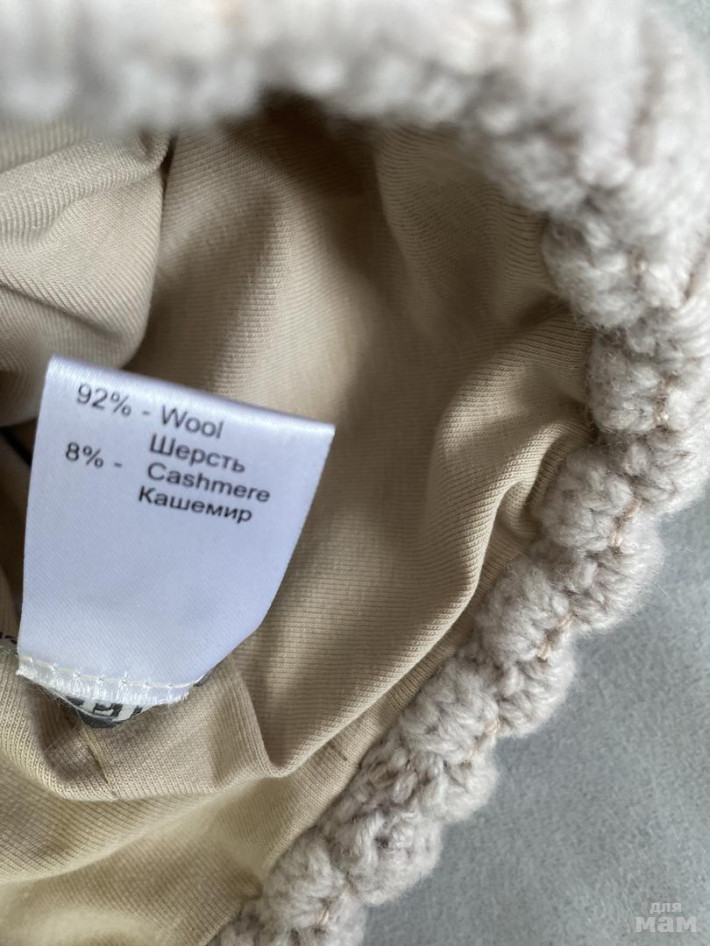 92% - Wool
Шерсть
8% - Cashmere
Кашемир
для
мам